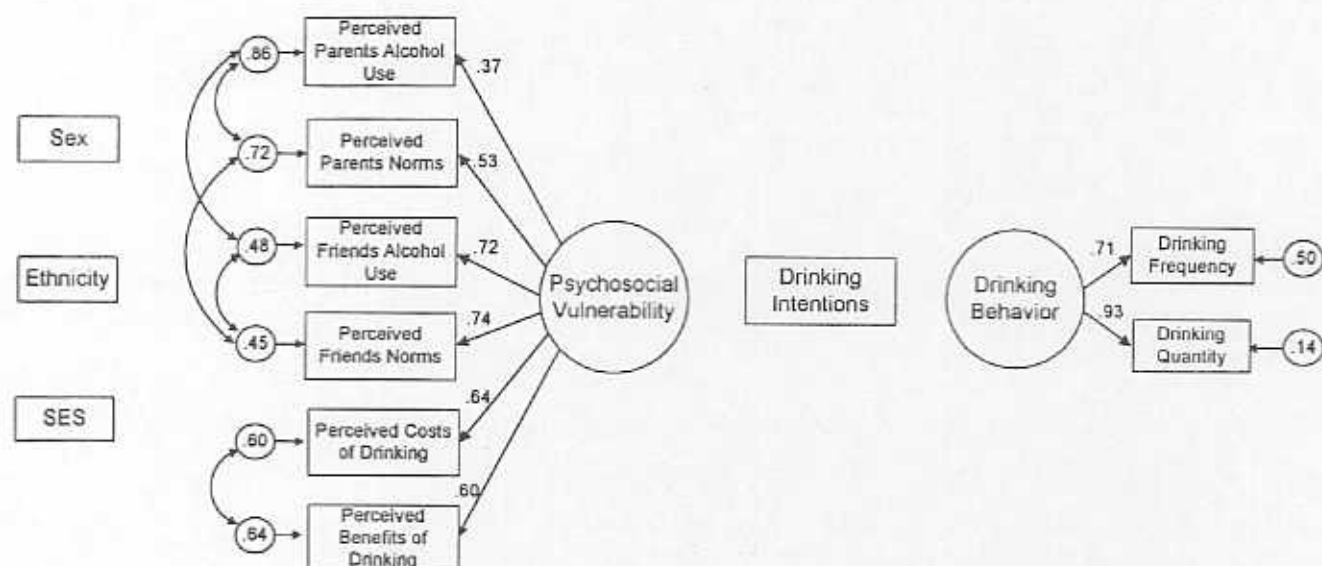 Perceived
Parents Alcohol
Use
.86
.37
Sex
Perceived
Parents Norms
.72
.53
Perceived
Friends Alcohol
Use
.48
.72
Ethnicity
Psychosocial
Vulnerability
Drinking
Intentions
Drinking
Behavior
.71
Drinking
Frequency
.50
.93
Drinking
Quantity
.14
Perceived
Friends Norms
.45
.74
SES
Perceived Costs
of Drinking
.60
.64
Perceived
Benefits of
Drinking
.64
.60